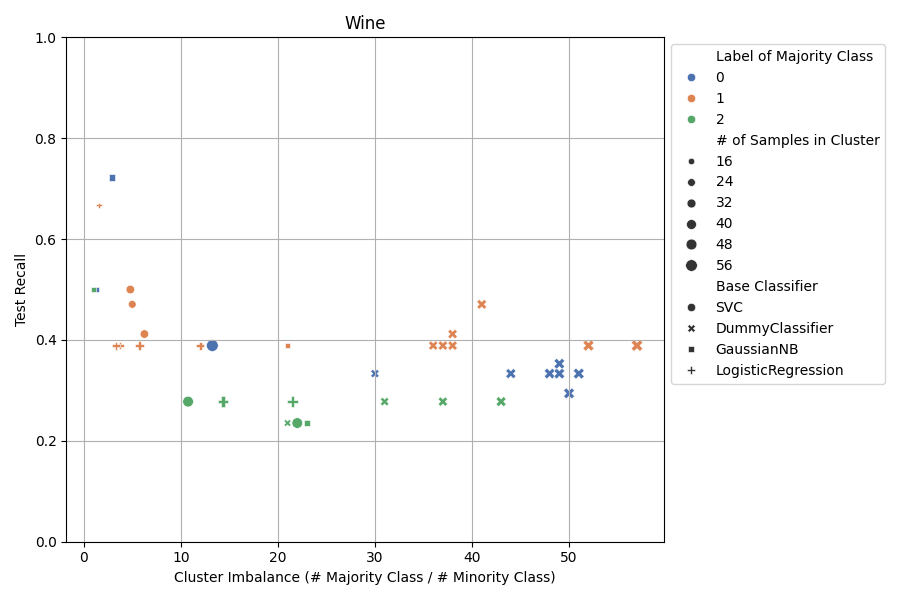 Wine
Test Recall
1.0
0.8
0.6
0.4
0.2
0.0
0 10 20 30 40 50
Cluster Imbalance (# Majority Class / # Minority Class)
Label of Majority Class
0
1
2
# of Samples in Cluster
16
24
32
40
48
56
Base Classifier
SVC
DummyClassifier
GaussianNB
LogisticRegression